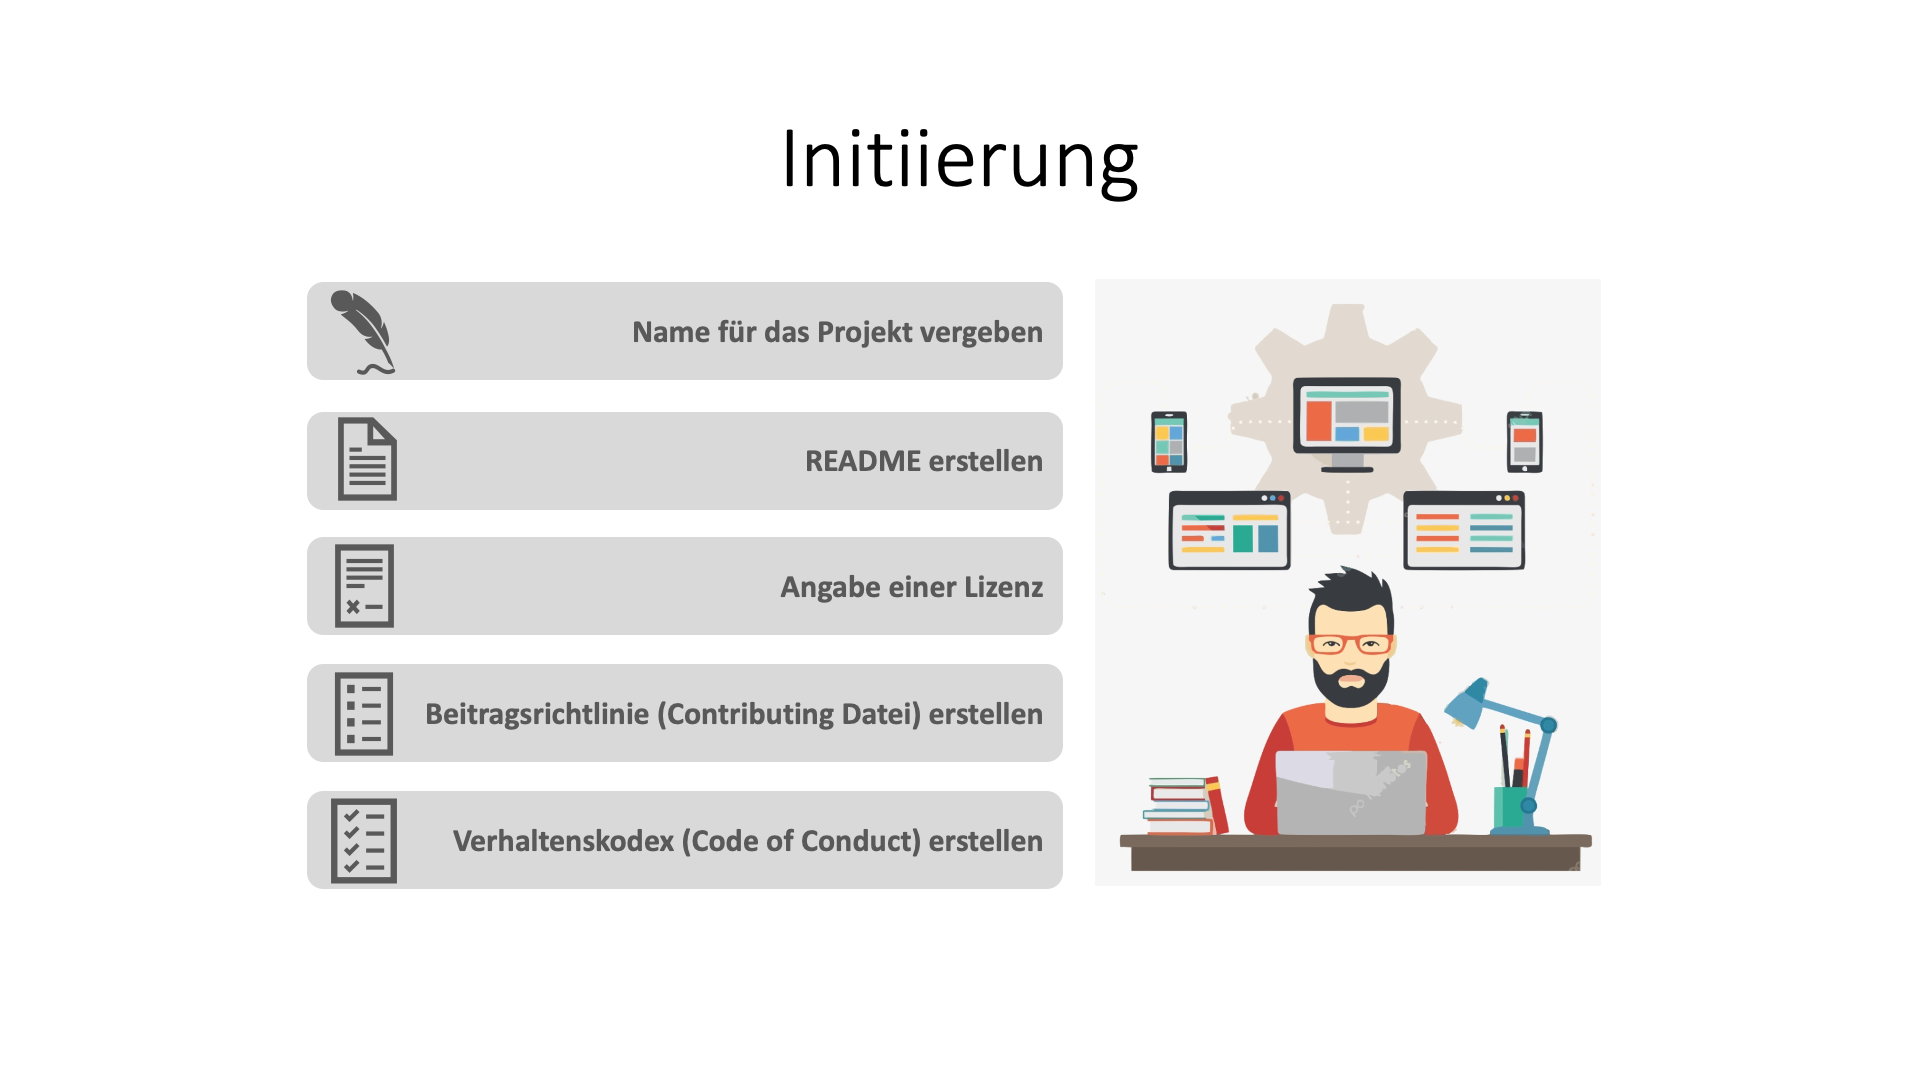 Initiierung
Name für das Projekt vergeben
README erstellen
Angabe einer Lizenz
Beitragsrichtlinie (Contributing Datei) erstellen
Verhaltenskodex (Code of Conduct) erstellen